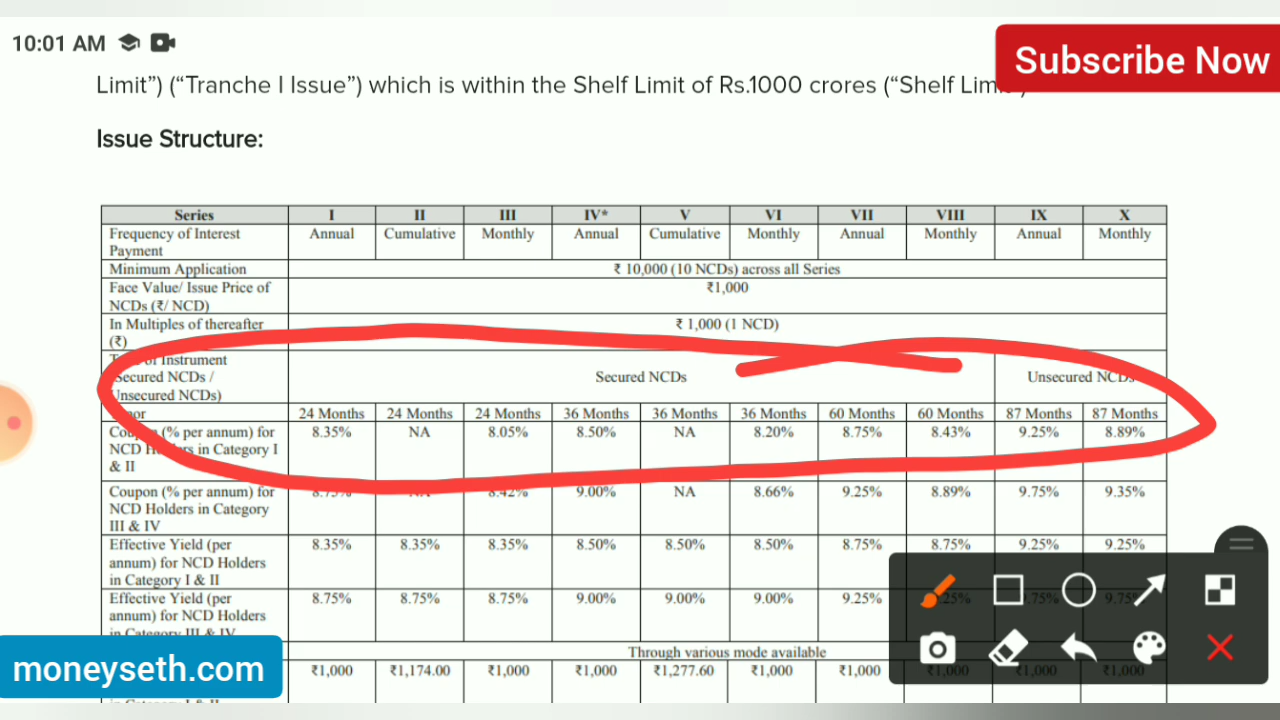 10:01 AM
Subscribe Now
Limit”) (“Tranche I Issue”) which is within the Shelf Limit of Rs.1000 crores (“Shelf
Issue Structure:
Series I II III IV* V VI VII VIII IX X
Frequency of Interest Payment Annual Cumulative Monthly Annual Cumulative Monthly Annual Monthly Annual Monthly
Minimum Application ₹ 10,000 (10 NCDs) across all Series
Face Value/ Issue Price of NCDs (₹/ NCD) ₹1,000
In Multiples of thereafter (₹) ₹ 1,000 (1 NCD)
of Instrument
Secured NCDs / Secured NCDs Unsecured NCDs
Unsecured NCDs)
24 Months 24 Months 24 Months 36 Months 36 Months 36 Months 60 Months 60 Months 87 Months 87 Months
(% per annum) for 8.35% NA 8.05% 8.50% NA 8.20% 8.75% 8.43% 9.25% 8.89%
NCD in Category I
& II
Coupon (% per annum) for 8.75% NA 8.42% 9.00% NA 8.66% 9.25% 8.89% 9.75% 9.35%
NCD Holders in Category
III & IV
Effective Yield (per 8.35% 8.35% 8.35% 8.50% 8.50% 8.50% 8.75% 8.75% 9.25% 9.25%
annum) for NCD Holders
in Category I & II
Effective Yield (per 8.75% 8.75% 8.75% 9.00% 9.00% 9.00% 9.25%
annum) for NCD Holders
in Category III & IV
Through various mode available
₹1,000 ₹1,174.00 ₹1,000 ₹1,000 ₹1,277.60 ₹1,000 ₹1,000 ₹1,000 ₹1,000 ₹1,000
moneyseth.com